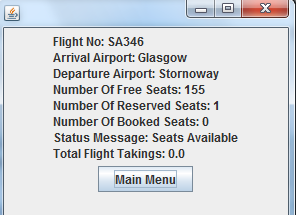 Flight No: SA346
Arrival Airport: Glasgow
Departure Airport: Stornoway
Number Of Free Seats: 155
Number Of Reserved Seats: 1
Number Of Booked Seats: 0
Status Message: Seats Available
Total Flight Takings: 0.0
Main Menu